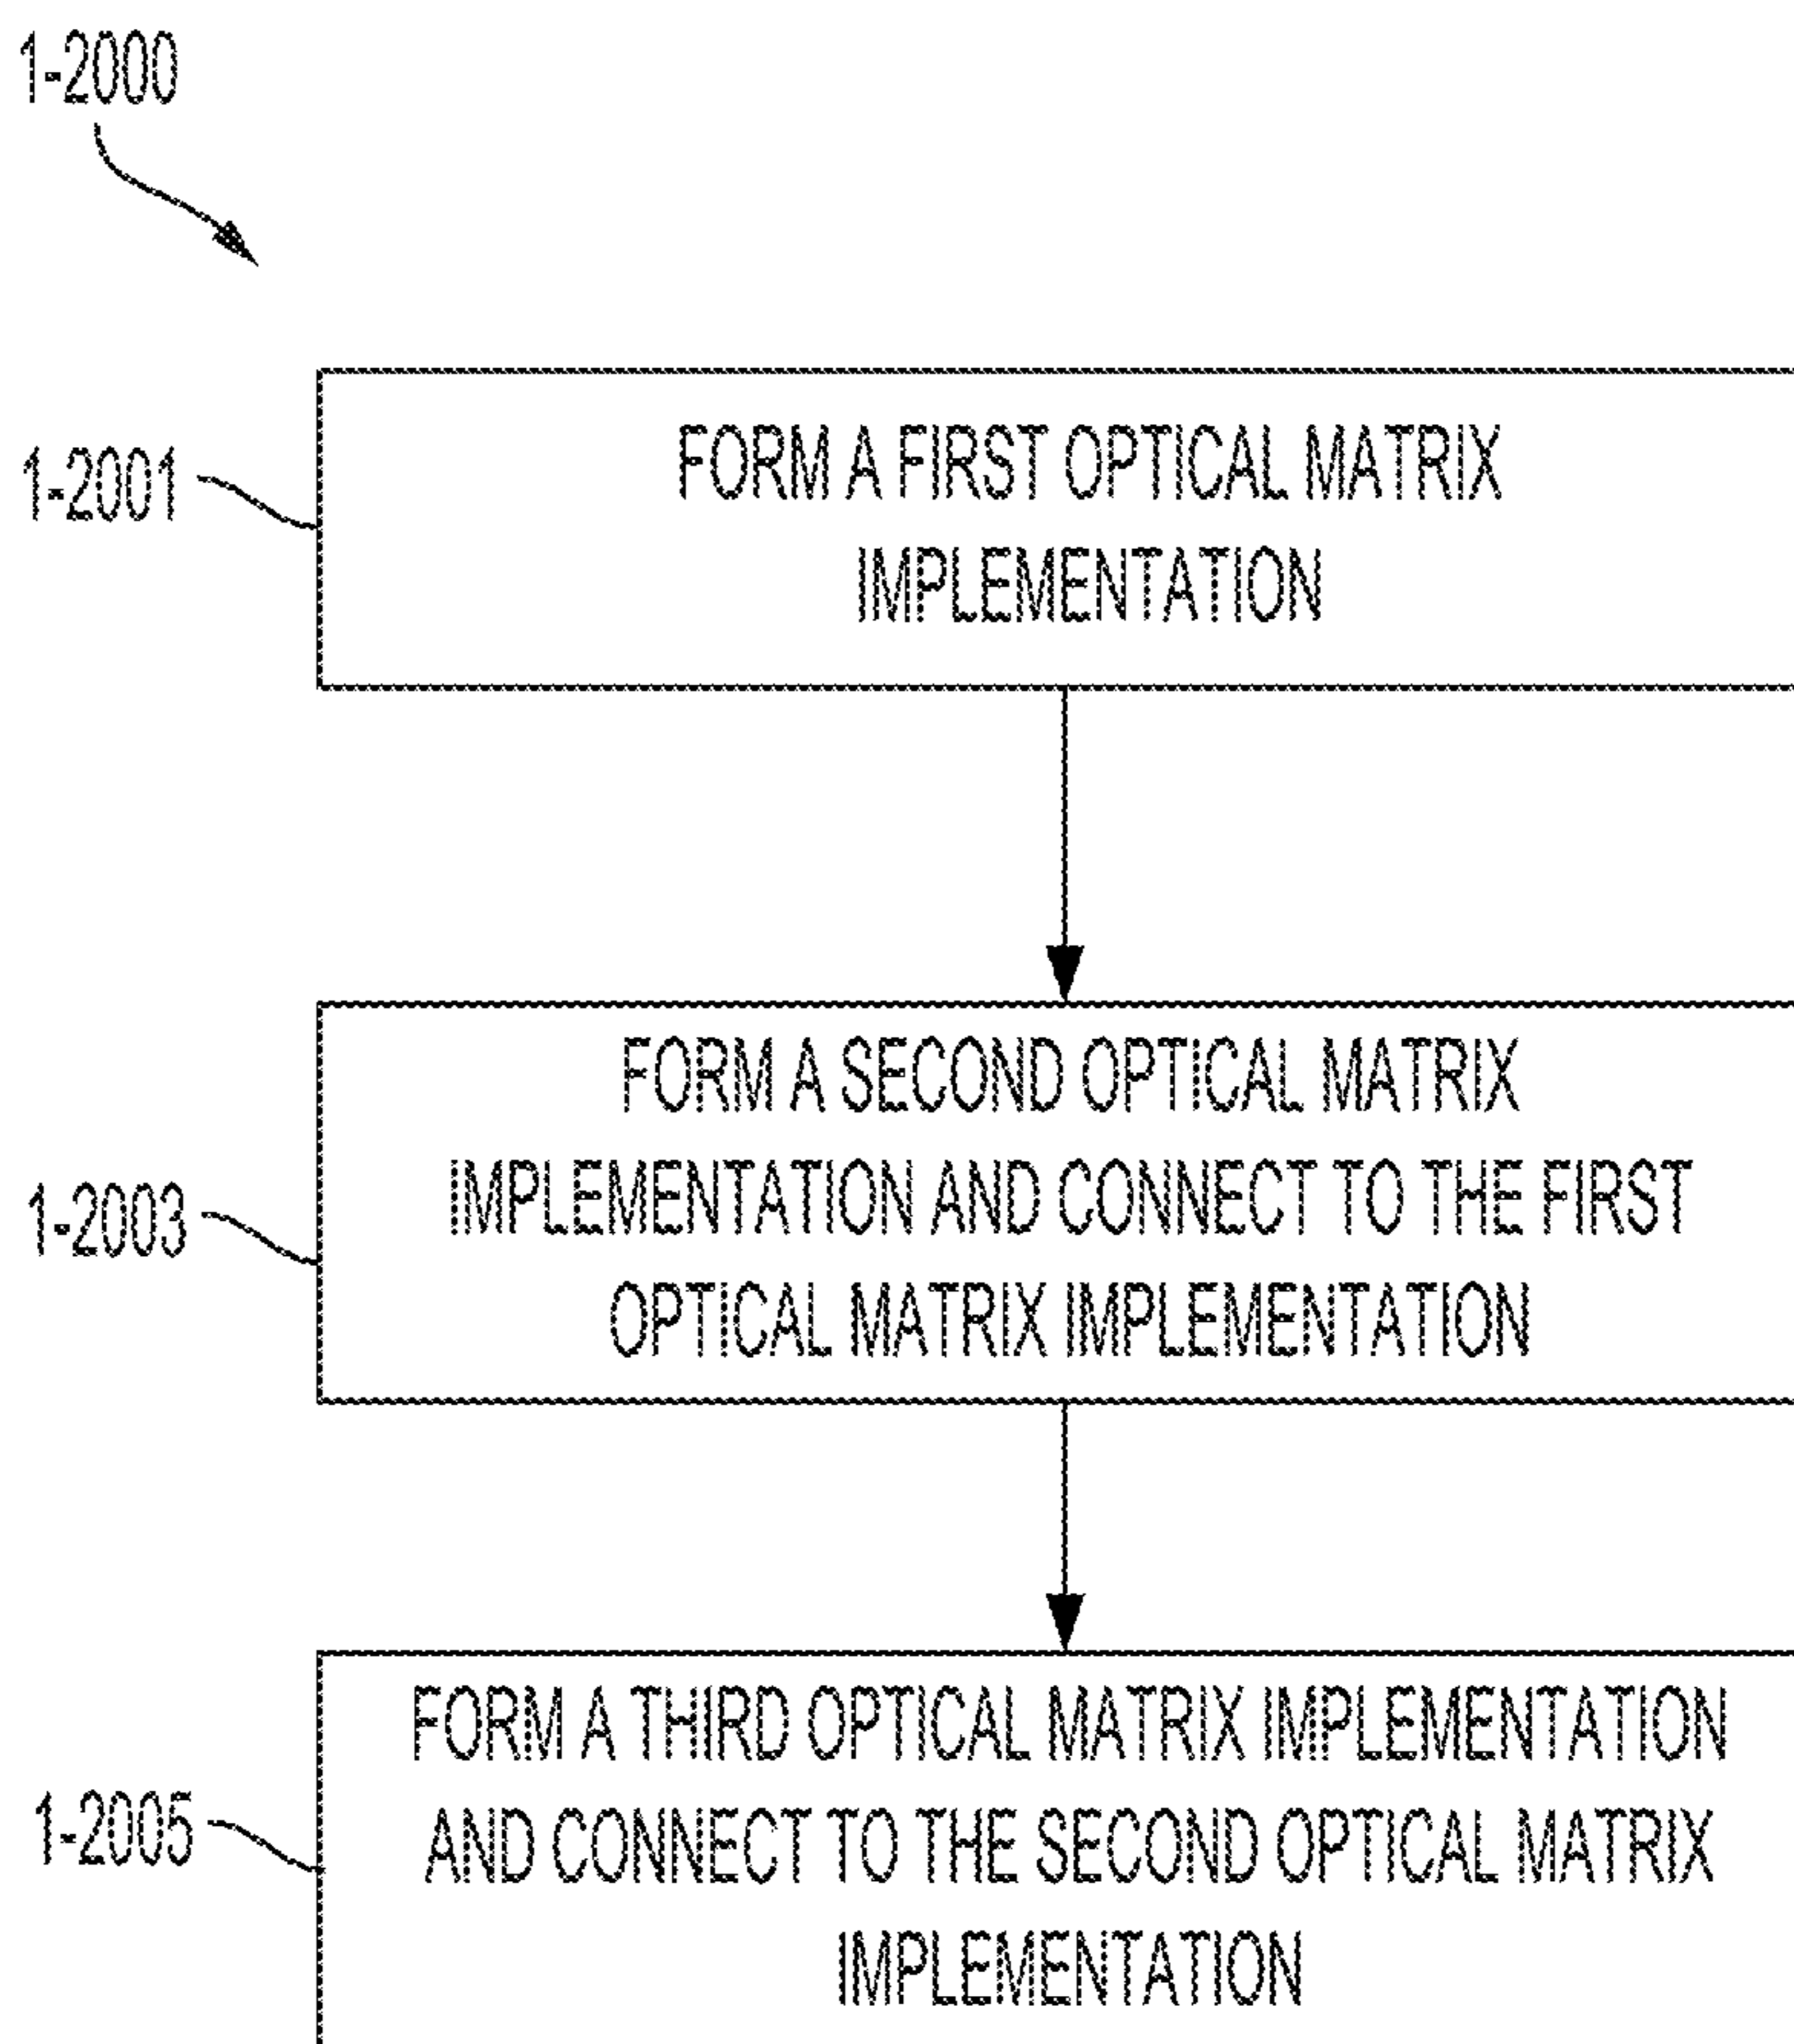 1-2000
1-2001
FORM A FIRST OPTICAL MATRIX
IMPLEMENTATION
1-2003
FORM A SECOND OPTICAL MATRIX
IMPLEMENTATION AND CONNECT TO THE FIRST
OPTICAL MATRIX IMPLEMENTATION
1-2005
FORM A THIRD OPTICAL MATRIX IMPLEMENTATION
AND CONNECT TO THE SECOND OPTICAL MATRIX
IMPLEMENTATION